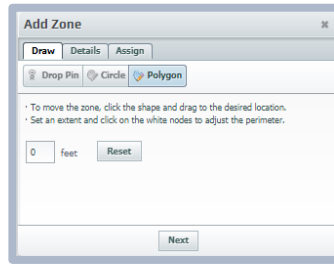 Add Zone
Draw Details Assign
Drop Pin Circle Polygon
· To move the zone, click the shape and drag to the desired location.
· Set an extent and click on the white nodes to adjust the perimeter.
0 feet Reset
Next